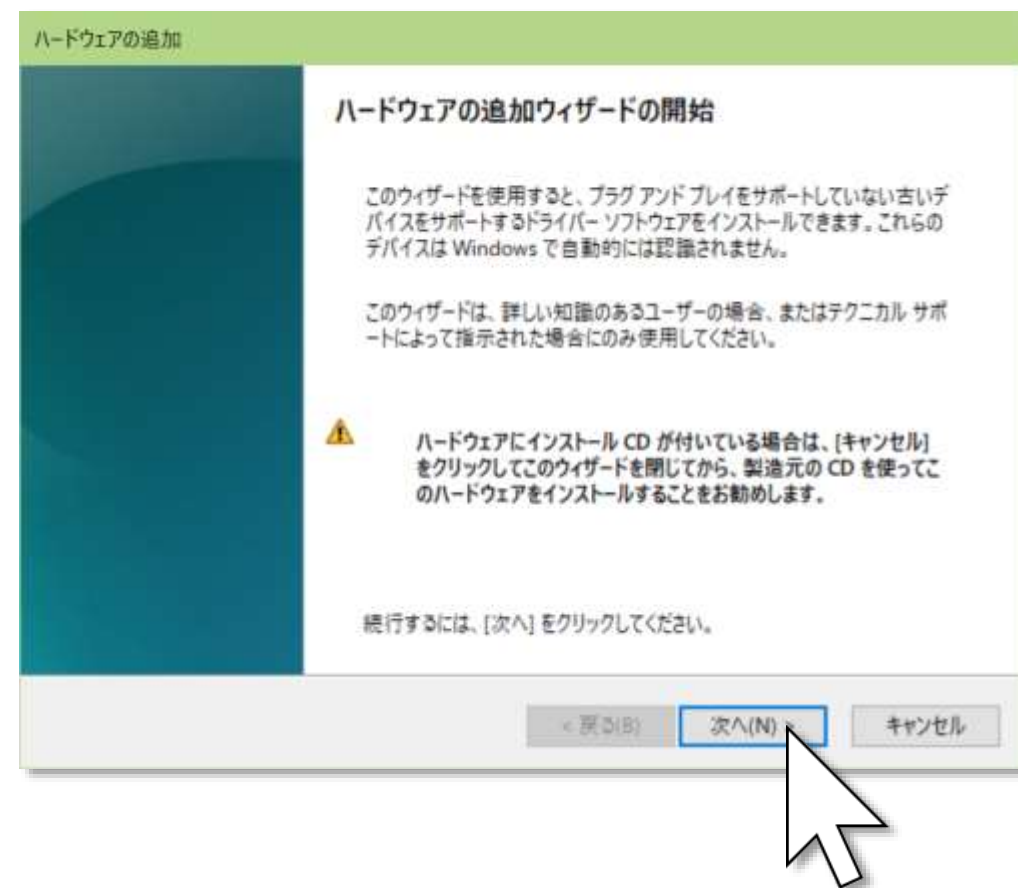 ハードウェアの追加
ハードウェアの追加ウィザードの開始
このウィザードを使用すると、プラグ アンド プレイをサポートしていない古いデ
バイスをサポートするドライバー ソフトウェアをインストールできます。これらの
デバイスは Windows で自動的には認識されません。
このウィザードは、詳しい知識のあるユーザーの場合、またはテクニカル サポ
ートによって指示された場合にのみ使用してください。
ハードウェアにインストール CD が付いている場合は、[キャンセル]
をクリックしてこのウィザードを閉じてから、製造元の CD を使ってこ
のハードウェアをインストールすることをお勧めします。
続行するには、[次へ] をクリックしてください。
< 戻る(B) 次へ(N) > キャンセル